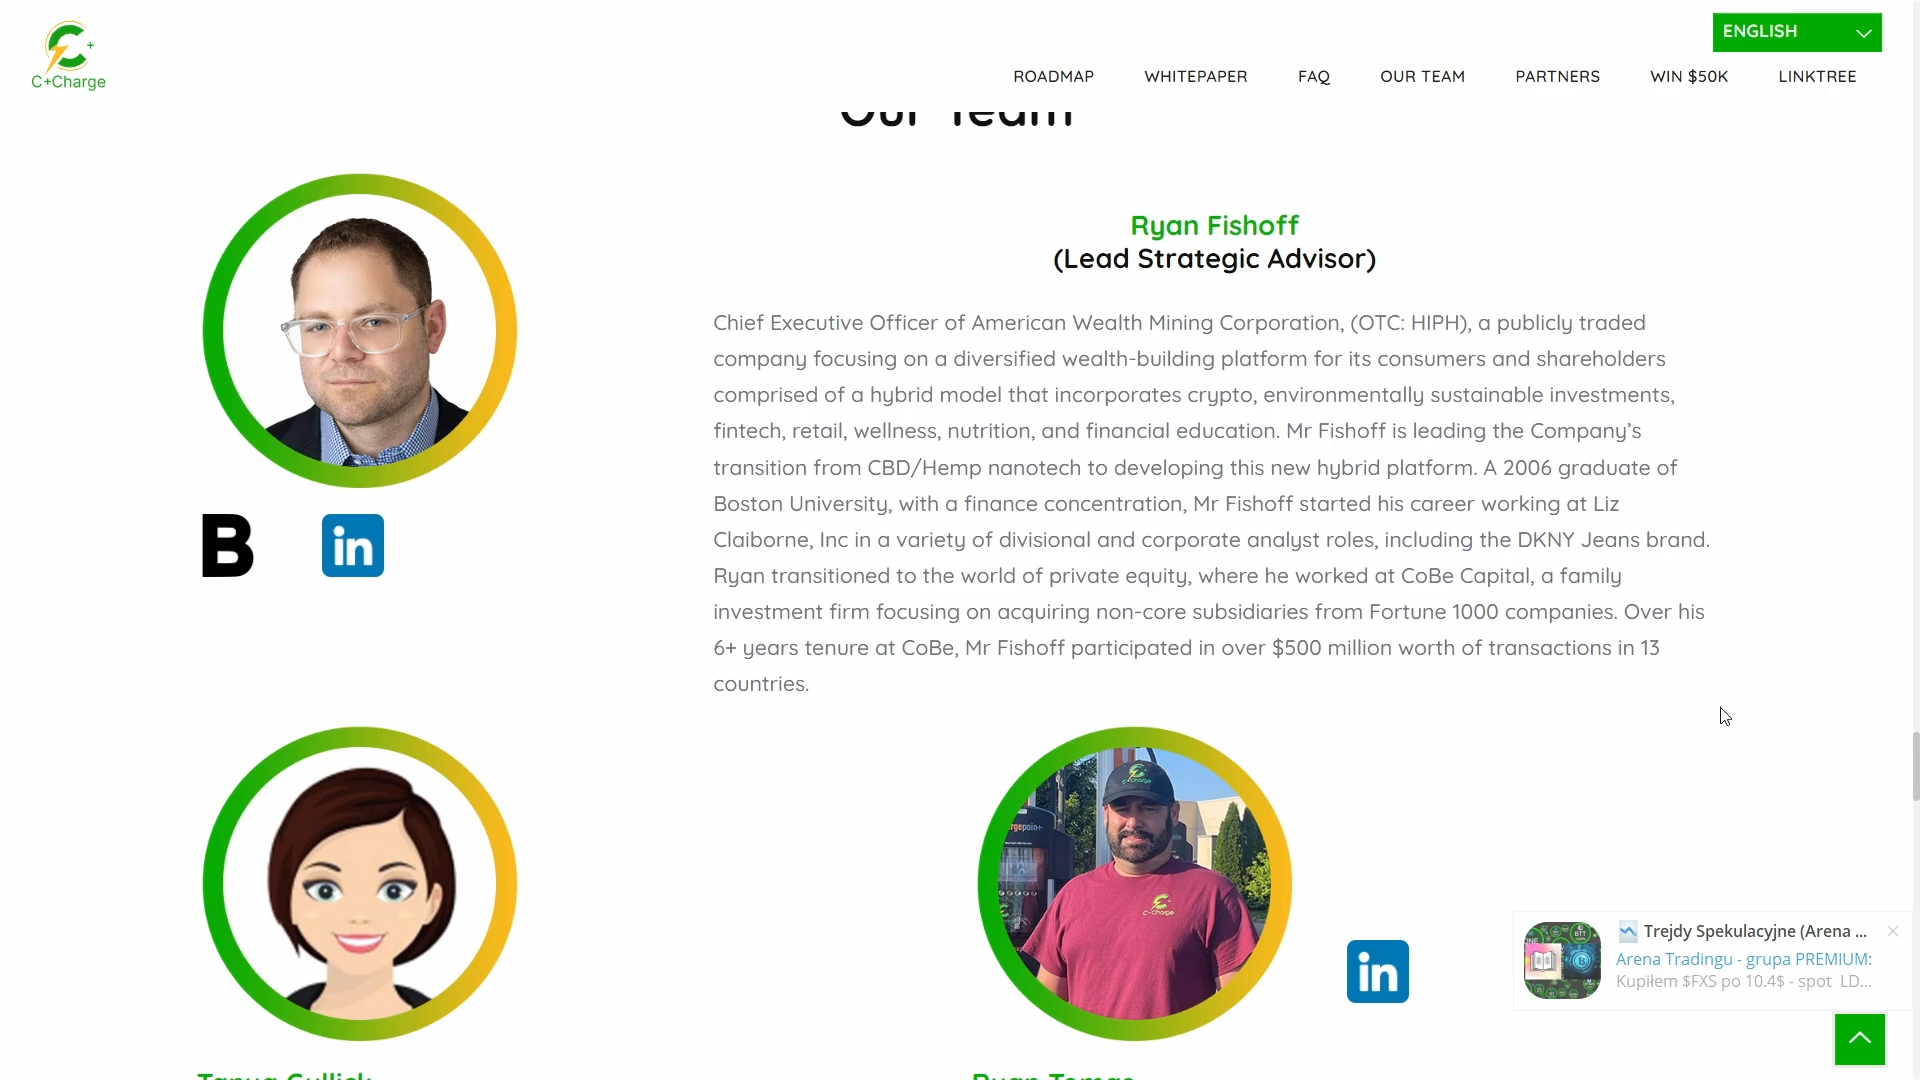 C+Charge
ENGLISH
ROADMAP WHITEPAPER FAQ OUR TEAM PARTNERS WIN $50K LINKTREE
Our Team
Ryan Fishoff
(Lead Strategic Advisor)
Chief Executive Officer of American Wealth Mining Corporation, (OTC: HIPH), a publicly traded
company focusing on a diversified wealth-building platform for its consumers and shareholders
comprised of a hybrid model that incorporates crypto, environmentally sustainable investments,
fintech, retail, wellness, nutrition, and financial education. Mr Fishoff is leading the Company’s
transition from CBD/Hemp nanotech to developing this new hybrid platform. A 2006 graduate of
Boston University, with a finance concentration, Mr Fishoff started his career working at Liz
Claiborne, Inc in a variety of divisional and corporate analyst roles, including the DKNY Jeans brand.
Ryan transitioned to the world of private equity, where he worked at CoBe Capital, a family
investment firm focusing on acquiring non-core subsidiaries from Fortune 1000 companies. Over his
6+ years tenure at CoBe, Mr Fishoff participated in over $500 million worth of transactions in 13
countries.
B in
C+Charge
C+Charge
in
Trejdy Spekulacyjne (Arena ...
Arena Tradingu - grupa PREMIUM:
Kupiłem $FXS po 10.4$ - spot LD...
BTT